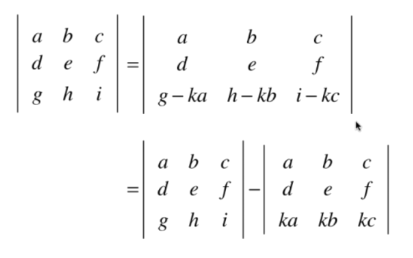 | a b c |   | a b c |
| d e f | = | d e f |
| g h i |   | g – ka h – kb i – kc |
| a b c |   | a b c |
= | d e f | – | d e f |
| g h i |   | ka kb kc |